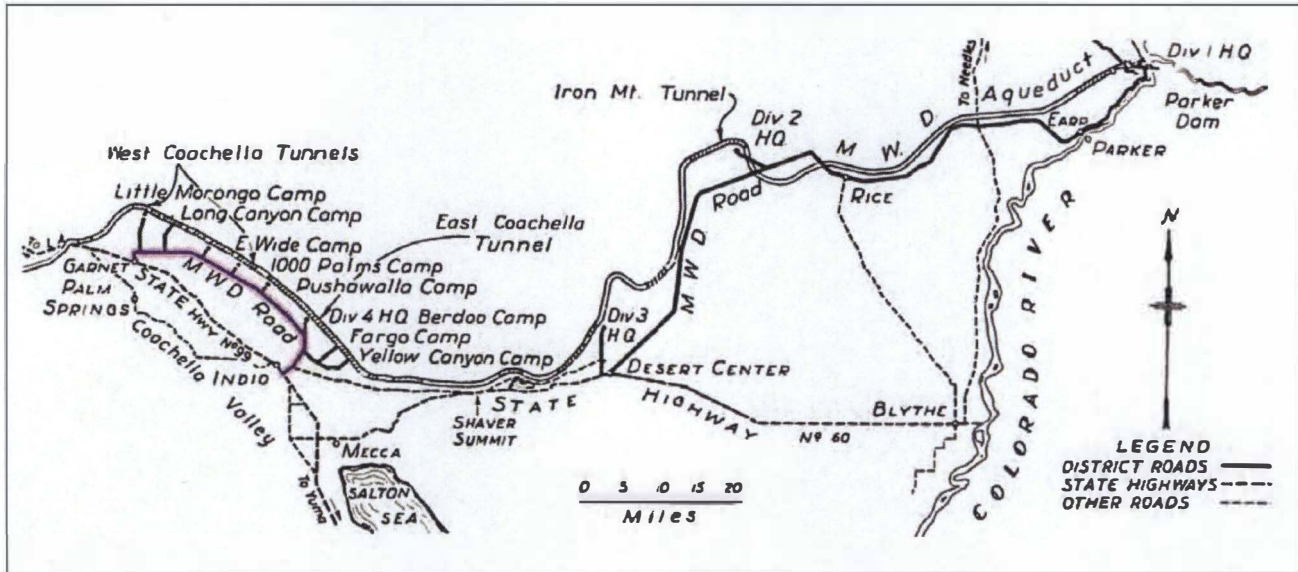 Div 1 HQ
Parker
Dam
To Needles
M. W. D. Aqueduct
Iron Mt. Tunnel
Div 2
HQ
EARP
PARKER
West Coachella Tunnels
Little Morongo Camp
Long Canyon Camp
East Coachella
Tunnel
MWD Road
RICE
COLORADO RIVER
N
To LA
E. Wide Camp
1000 Palms Camp
Pushawalla Camp
GARNET
PALM
SPRINGS
STATE HWY Nº99
MWD Road
Div 4 HQ Berdoo Camp
Fargo Camp
Yellow Canyon Camp
Div 3
HQ
Coachella Valley
INDIO
DESERT CENTER
STATE HIGHWAY Nº 60
SHAVER
SUMMIT
BLYTHE
MECCA
To Yuma
SALTON
SEA
0 5 10 15 20
Miles
LEGEND
DISTRICT ROADS
STATE HIGHWAYS
OTHER ROADS